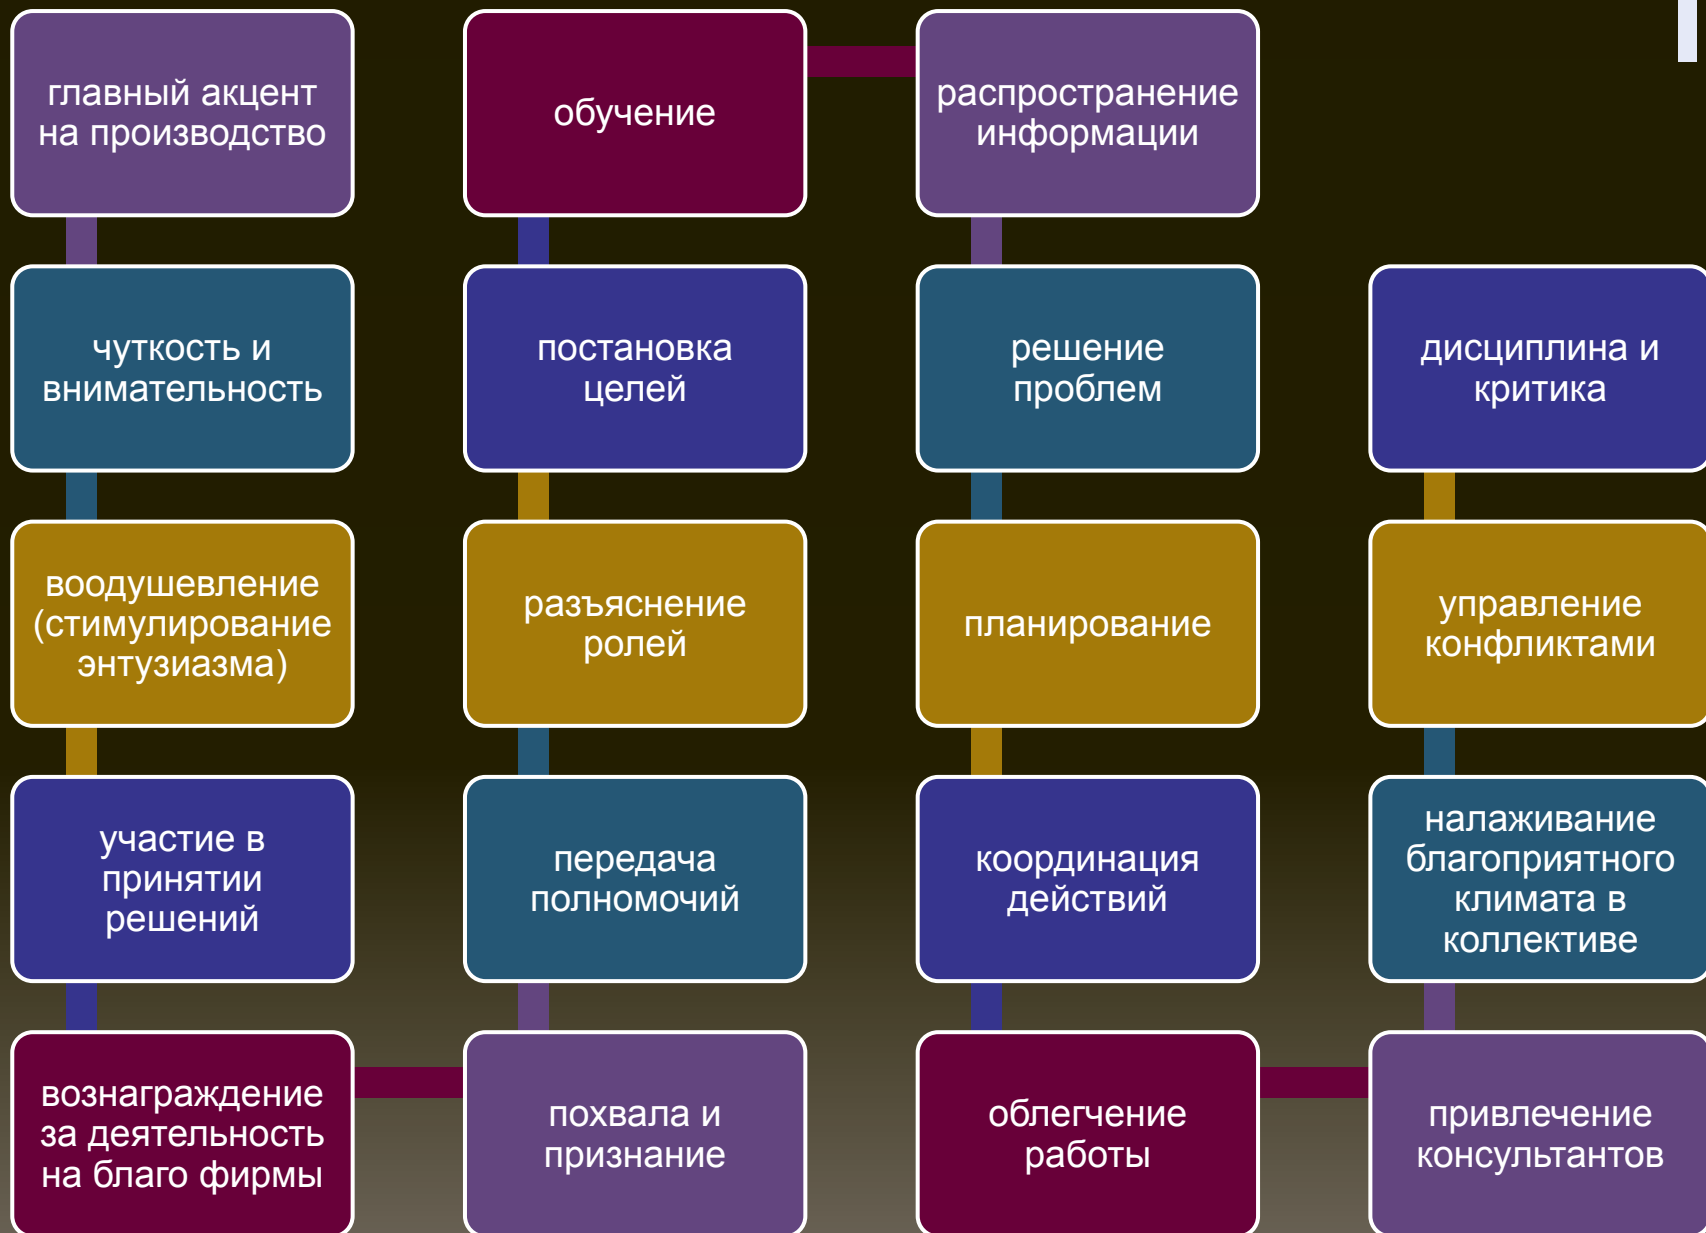 главный акцент
на производство
чуткость и
внимательность
воодушевление
(стимулирование
энтузиазма)
участие в
принятии
решений
вознаграждение
за деятельность
на благо фирмы
похвала и
признание
передача
полномочий
разъяснение
ролей
постановка
целей
обучение
распространение
информации
решение
проблем
планирование
координация
действий
облегчение
работы
привлечение
консультантов
налаживание
благоприятного
климата в
коллективе
управление
конфликтами
дисциплина и
критика